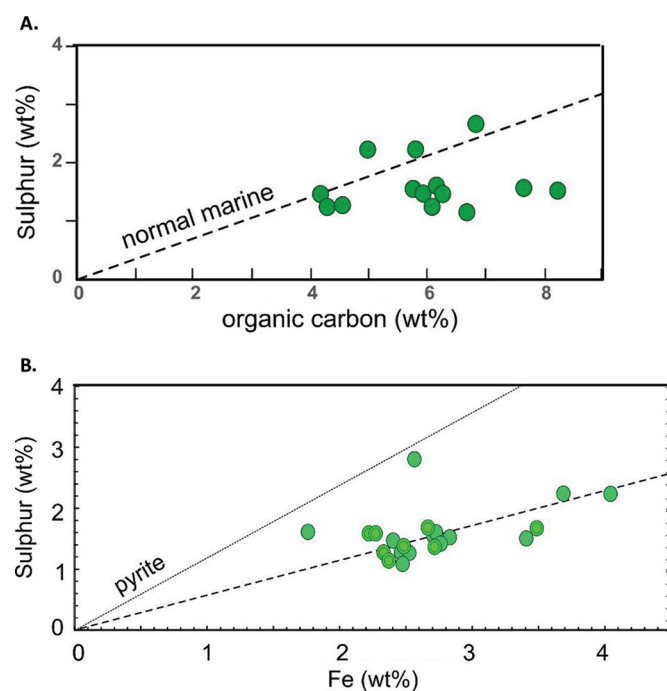 A.
4
2
0
Sulphur (wt%)
normal marine
0 2 4 6 8
organic carbon (wt%)
B.
4
3
2
1
0
Sulphur (wt%)
pyrite
0 1 2 3 4
Fe (wt%)